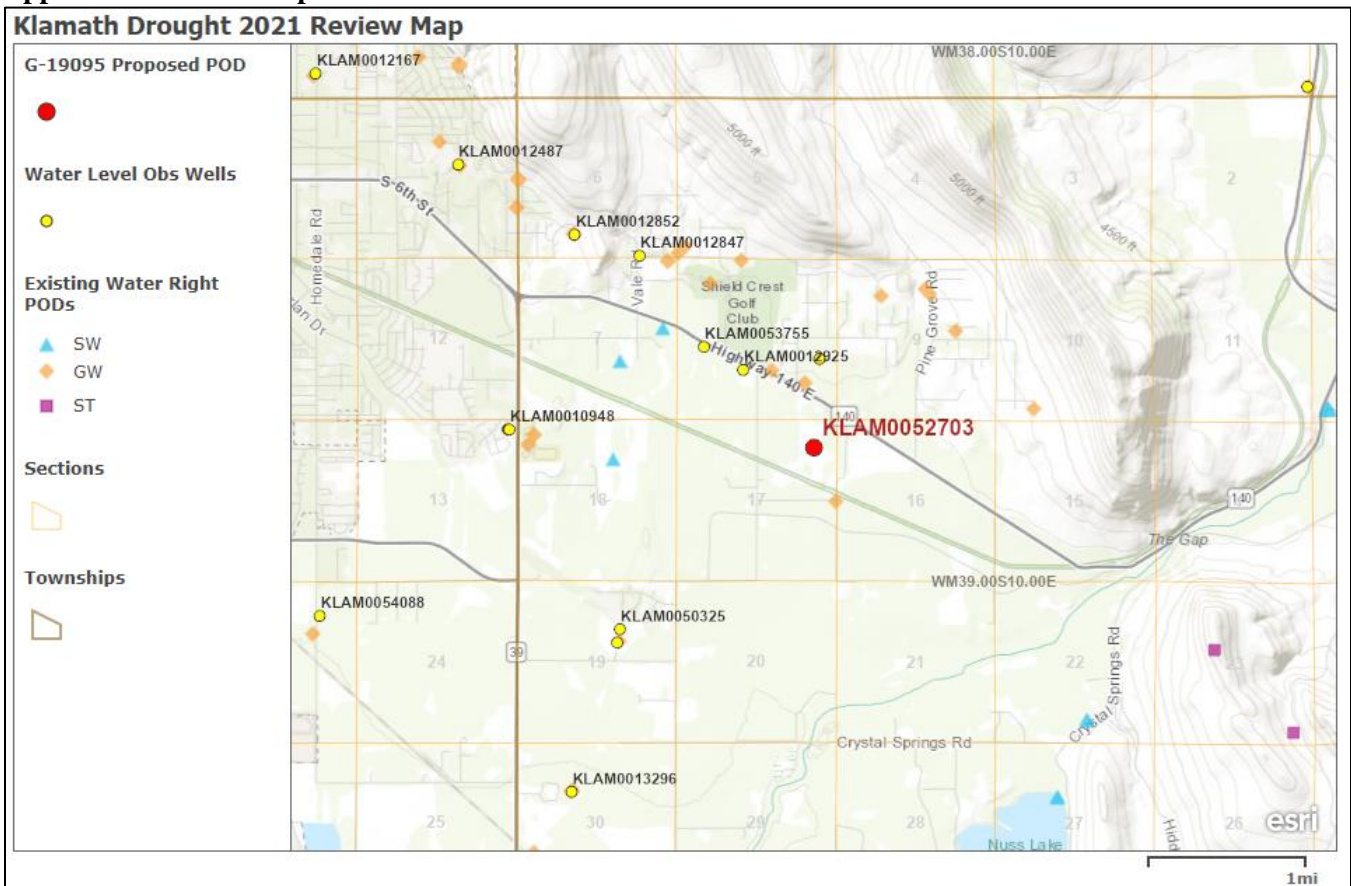 Klamath Drought 2021 Review Map
G-19095 Proposed POD
Water Level Obs Wells
Existing Water Right
PODs
SW
GW
ST
Sections
Townships
WM38.00S10.00E
KLAM0012167
KLAM0012487
5000 ft
6
5
4
5000 ft
3
2
S-6th-St
Homedale Rd
KLAM0012852
4500 ft
KLAM0012847
Vale Rd
Shield Crest
Golf
Club
Pine Grove Rd
lan Dr
12
7
KLAM0053755
9
10
11
Highway-140-E
KLAM0012925
KLAM0010948
140
KLAM0052703
13
18
17
16
15
140
The Gap
WM39.00S10.00E
KLAM0054088
KLAM0050325
39
24
19
20
21
22
23
Crystal Springs Rd
Crystal Springs Rd
KLAM0013296
25
30
29
28
27
26
Nuss Lake
Hidd
esri
1mi